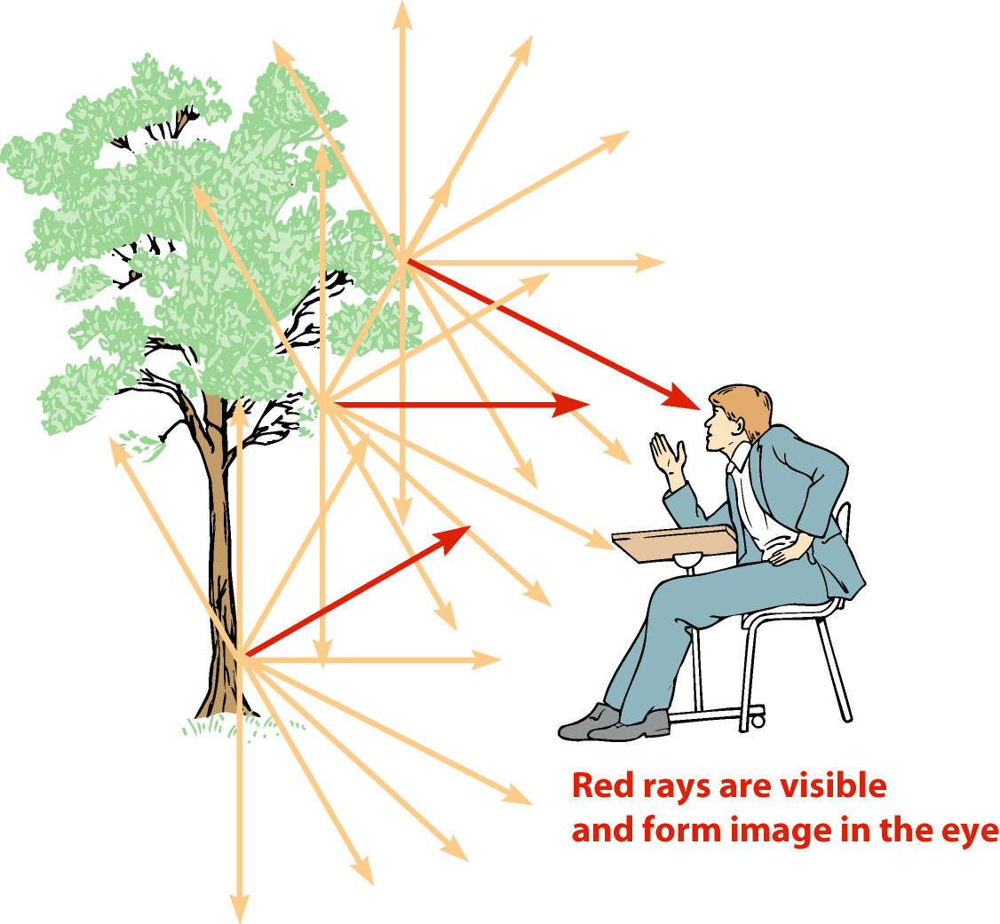 Red rays are visible
and form image in the eye